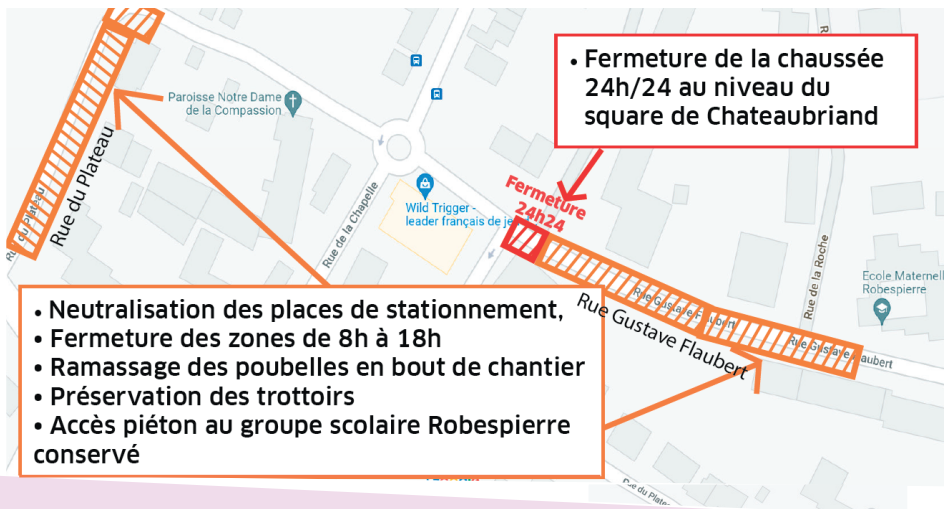 • Fermeture de la chaussée
24h/24 au niveau du
square de Chateaubriand
Paroisse Notre Dame
de la Compassion
Rue du Plateau
Rue du Plateau
Rue de la Chapelle
Wild Trigger -
leader français de je
Fermeture
24h24
Rue de la Roche
Ecole Maternell
Robespierre
Rue Gustave Flaubert
Rue Gustave Flaubert
Rue Gustave Flaubert
• Neutralisation des places de stationnement,
• Fermeture des zones de 8h à 18h
• Ramassage des poubelles en bout de chantier
• Préservation des trottoirs
• Accès piéton au groupe scolaire Robespierre
conservé
Rue du Plate